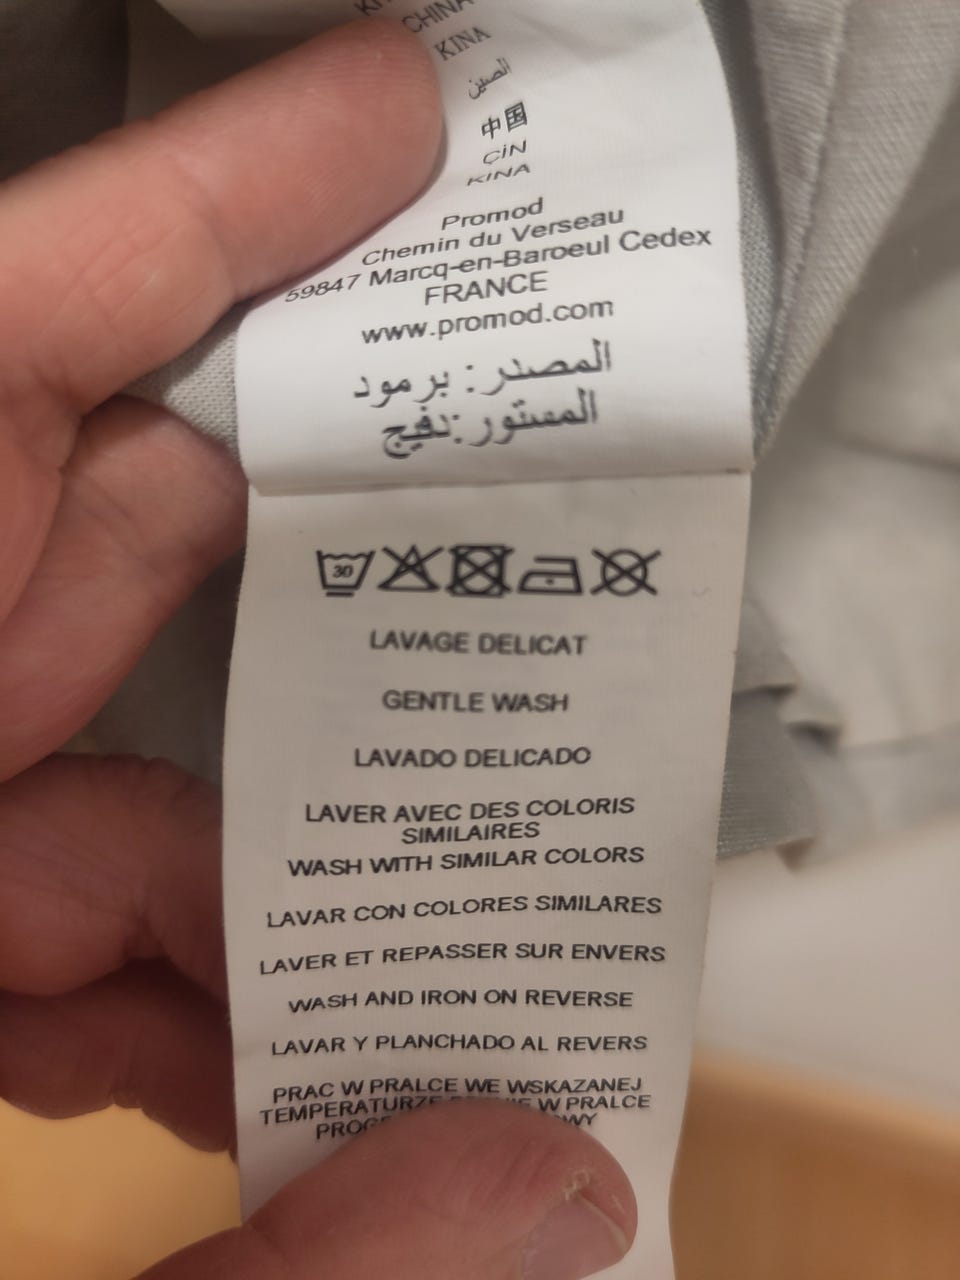 CHINA
KINA
الصين
中国
ÇİN
KINA
Promod
Chemin du Verseau
59847 Marcq-en-Baroeul Cedex
FRANCE
www.promod.com
المصدر: برمود
المستور:دفيج
30
LAVAGE DELICAT
GENTLE WASH
LAVADO DELICADO
LAVER AVEC DES COLORIS
SIMILAIRES
WASH WITH SIMILAR COLORS
LAVAR CON COLORES SIMILARES
LAVER ET REPASSER SUR ENVERS
WASH AND IRON ON REVERSE
LAVAR Y PLANCHADO AL REVERS
PRAC W PRALCE WE WSKAZANEJ
TEMPERATURZE W PRALCE